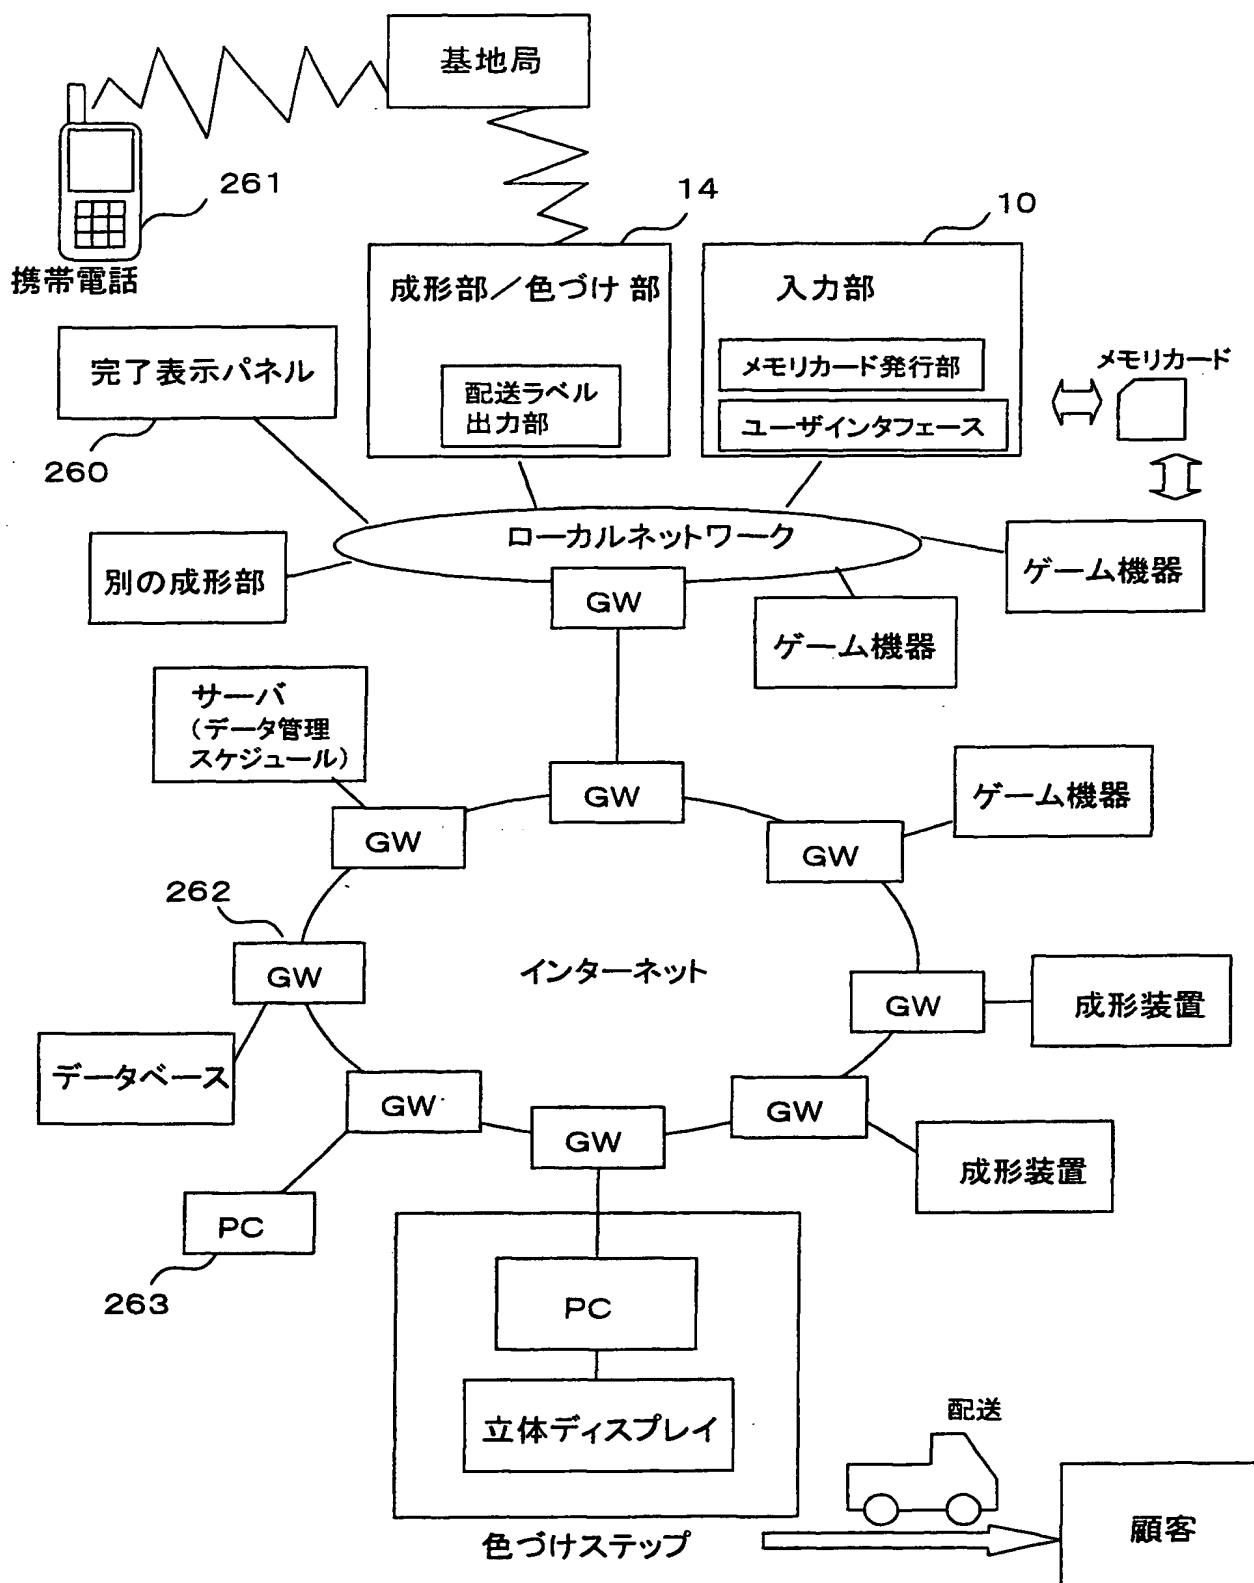 基地局
261
14
10
携帯電話
成形部／色づけ部
入力部
完了表示パネル
配送ラベル
出力部
メモリカード発行部
ユーザインタフェース
メモリカード
260
ローカルネットワーク
別の成形部
GW
ゲーム機器
ゲーム機器
サーバ
（データ管理
スケジュール）
GW
ゲーム機器
GW
GW
262
GW
インターネット
GW
成形装置
データベース
GW
GW
GW
成形装置
PC
263
PC
立体ディスプレイ
配送
色づけステップ
顧客